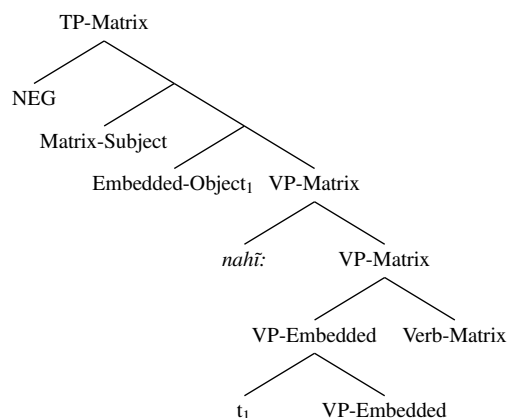 TP-Matrix
NEG
Matrix-Subject
Embedded-Object₁ VP-Matrix
nahĩ: VP-Matrix
VP-Embedded Verb-Matrix
t₁ VP-Embedded